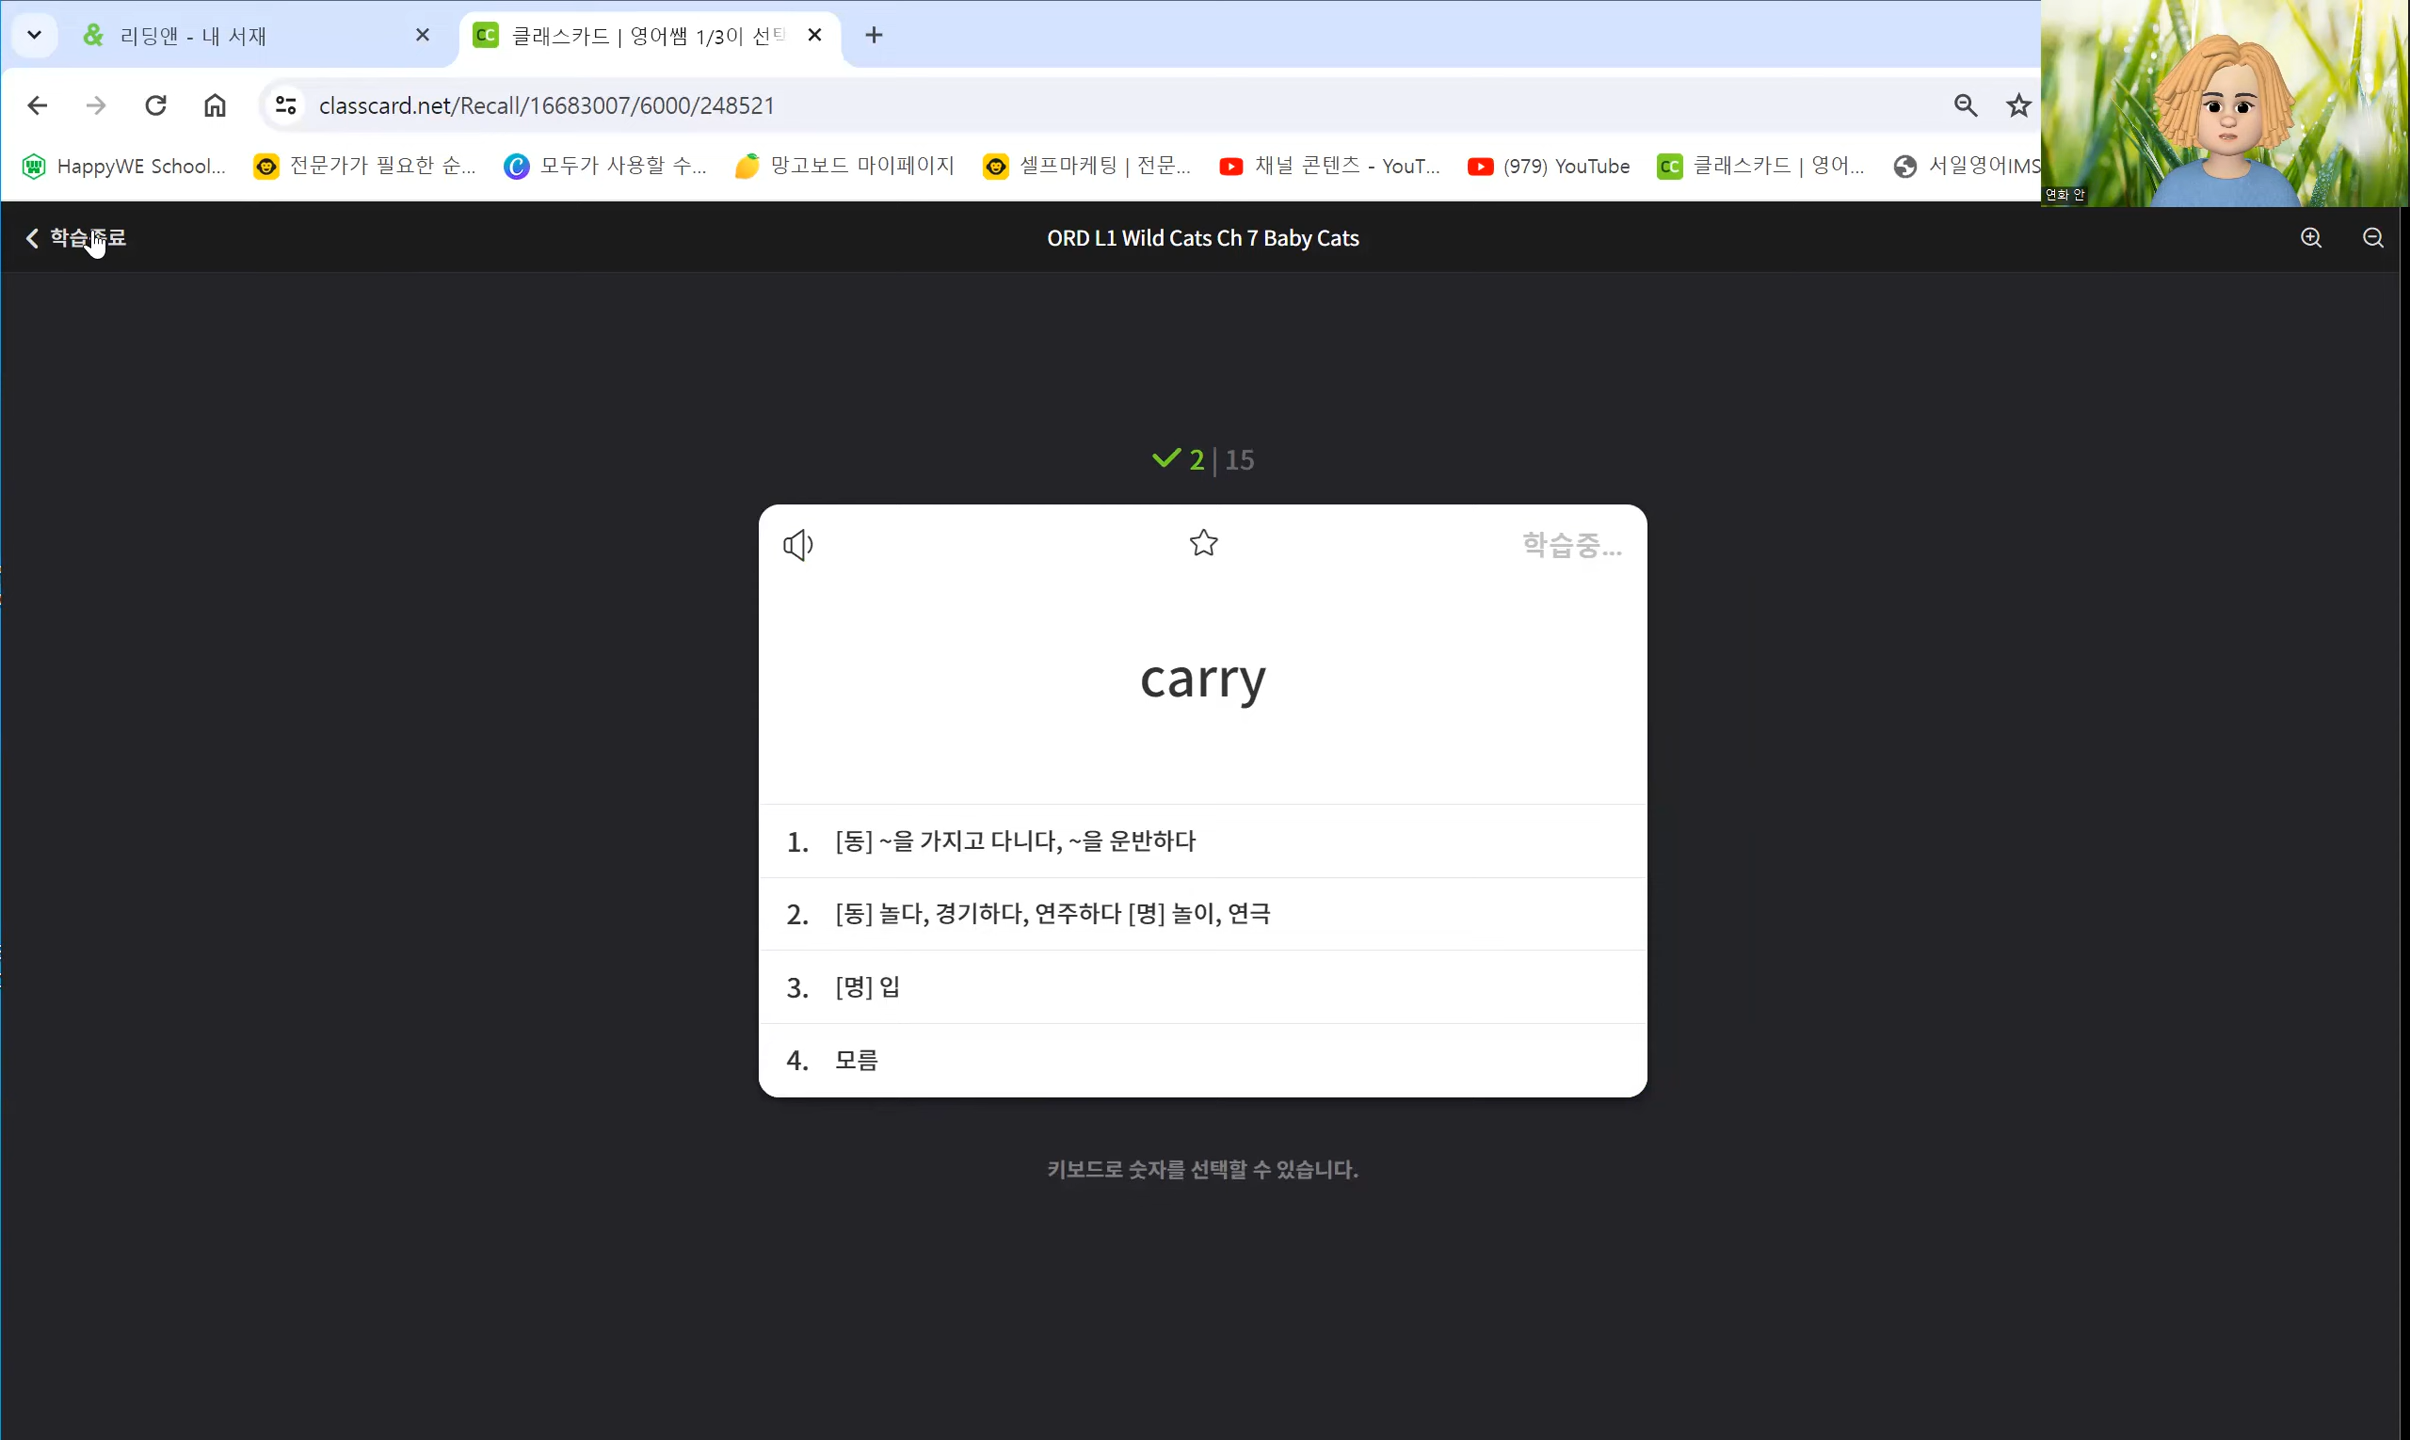 리딩앤 - 내 서재
클래스카드 | 영어쌤 1/3이 선택
classcard.net/Recall/16683007/6000/248521
HappyWE School...
전문가가 필요한 순...
모두가 사용할 수...
망고보드 마이페이지
셀프마케팅 | 전문...
채널 콘텐츠 - YouT...
(979) YouTube
CC 클래스카드 | 영어...
서일영어IMS
연화 안
학습종료
ORD L1 Wild Cats Ch 7 Baby Cats
2 | 15
학습중...
carry
1. [동] ~을 가지고 다니다, ~을 운반하다
2. [동] 놀다, 경기하다, 연주하다 [명] 놀이, 연극
3. [명] 입
4. 모름
키보드로 숫자를 선택할 수 있습니다.